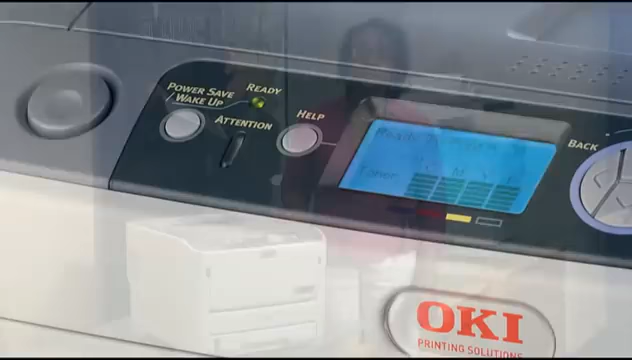 POWER SAVE
WAKE UP
READY
ATTENTION
HELP
BACK
Toner
OKI
PRINTING SOLUTIONS